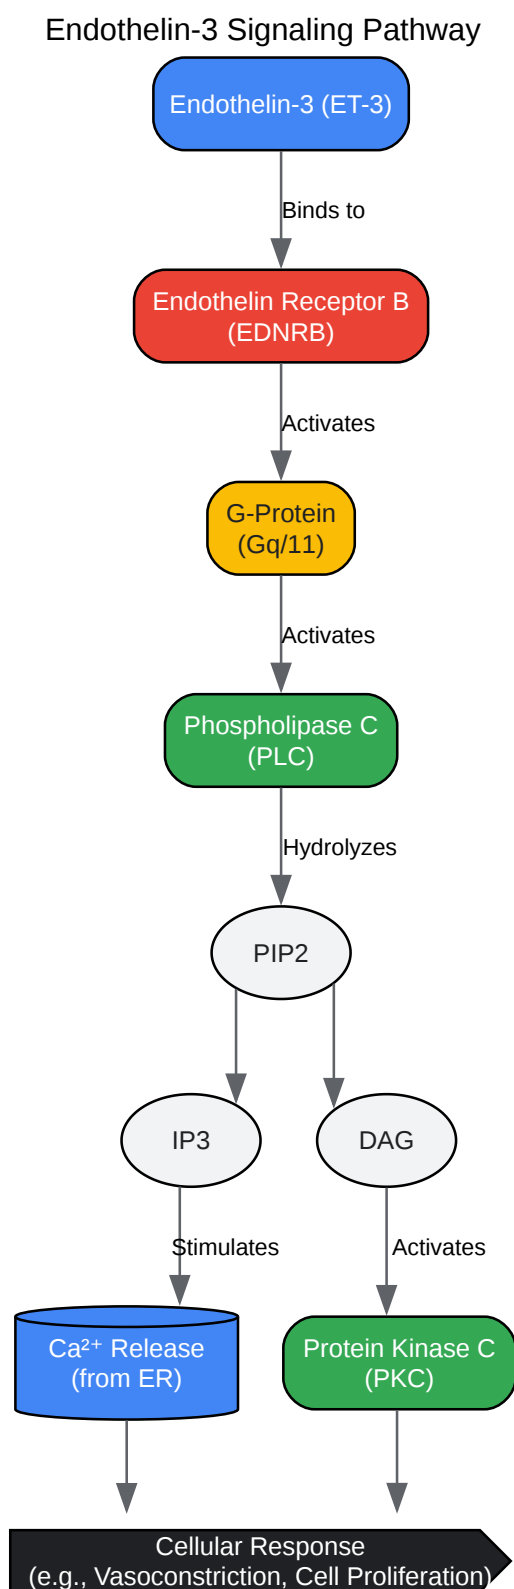 Endothelin-3 Signaling Pathway
Endothelin-3 (ET-3)
Binds to
Endothelin Receptor B
(EDNRB)
Activates
G-Protein
(Gq/11)
Activates
Phospholipase C
(PLC)
Hydrolyzes
PIP2
IP3
DAG
Stimulates
Activates
Ca²⁺ Release
(from ER)
Protein Kinase C
(PKC)
Cellular Response
(e.g., Vasoconstriction, Cell Proliferation)